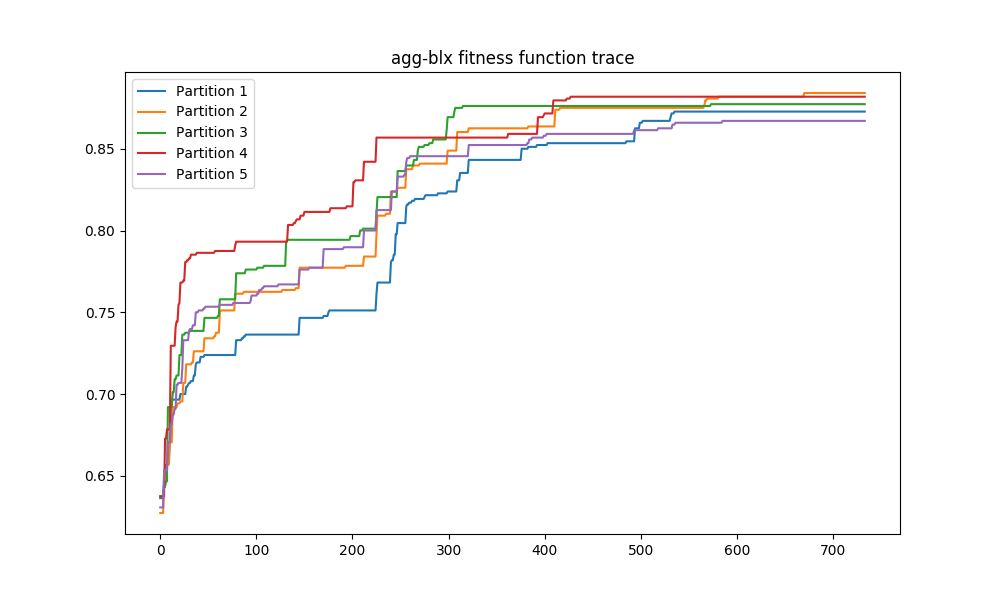 agg-blx fitness function trace
Partition 1
Partition 2
Partition 3
Partition 4
Partition 5
0.85
0.80
0.75
0.70
0.65
0 100 200 300 400 500 600 700